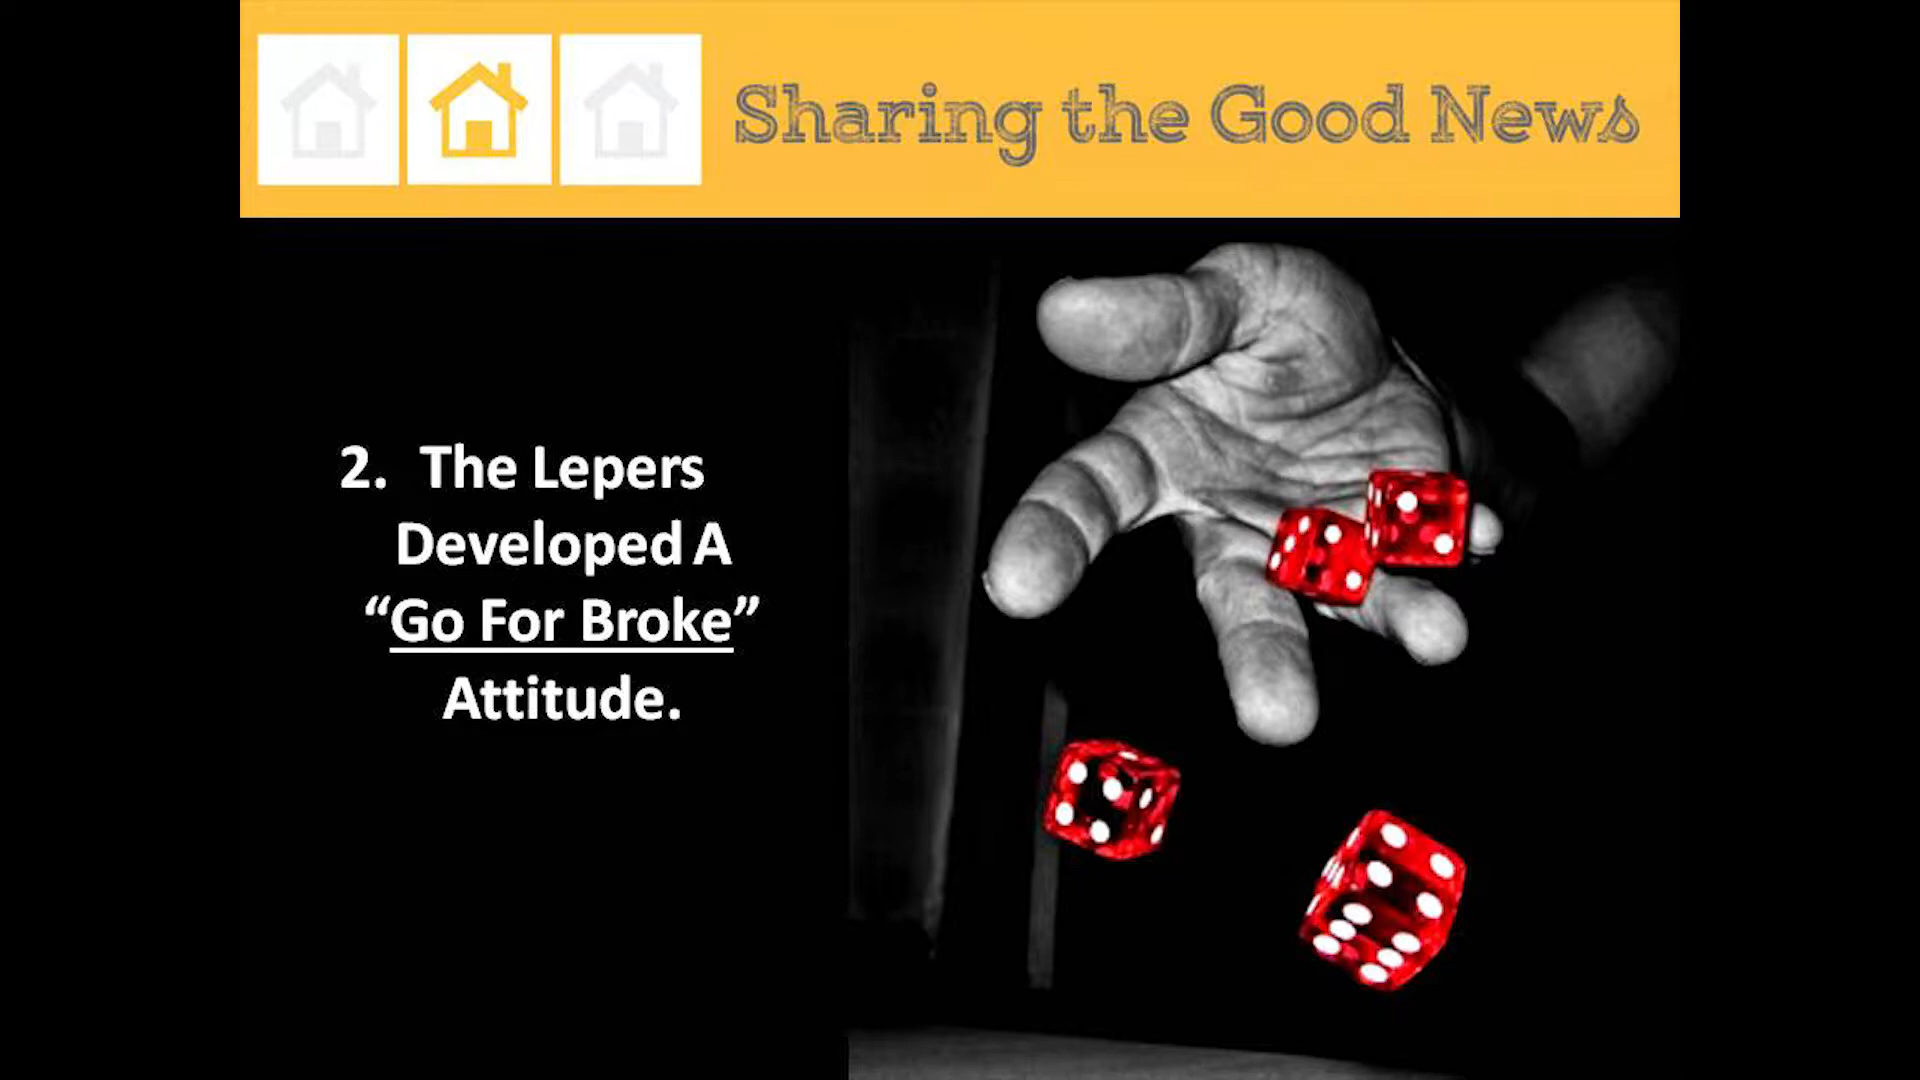 Sharing the Good News
2. The Lepers
Developed A
“Go For Broke”
Attitude.